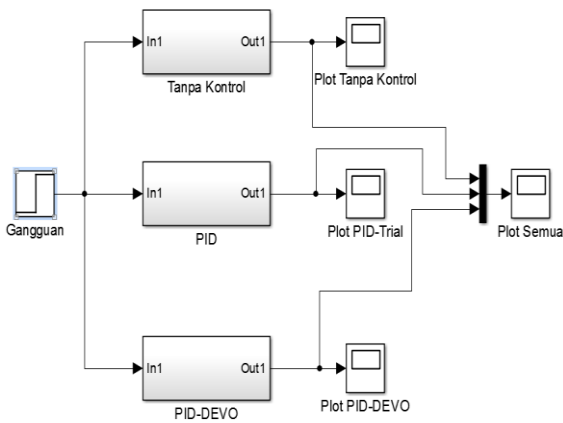 In1 Out1
Tanpa Kontrol
Plot Tanpa Kontrol
Gangguan
In1 Out1
PID
Plot PID-Trial
Plot Semua
In1 Out1
PID-DEVO
Plot PID-DEVO